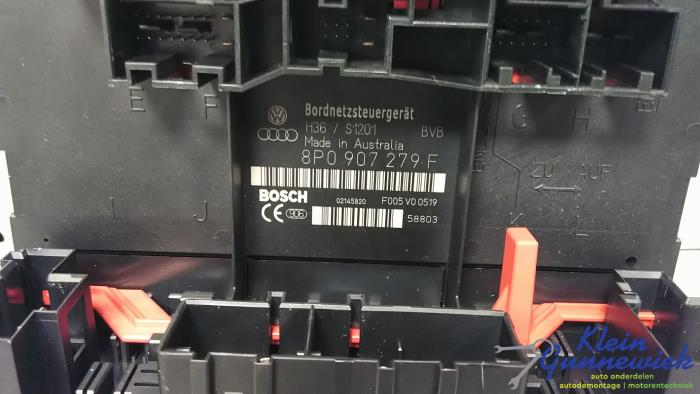 E F G H
Bordnetzsteuergerät
H36 / S1201 BVB
Made in Australia
8P0 907 279 F
ZU AUF
BOSCH 02145820 F005 V0 0519
CE 58803
I J K L
Klein
Gunnewiek
auto onderdelen
autodemontage | motorentechniek